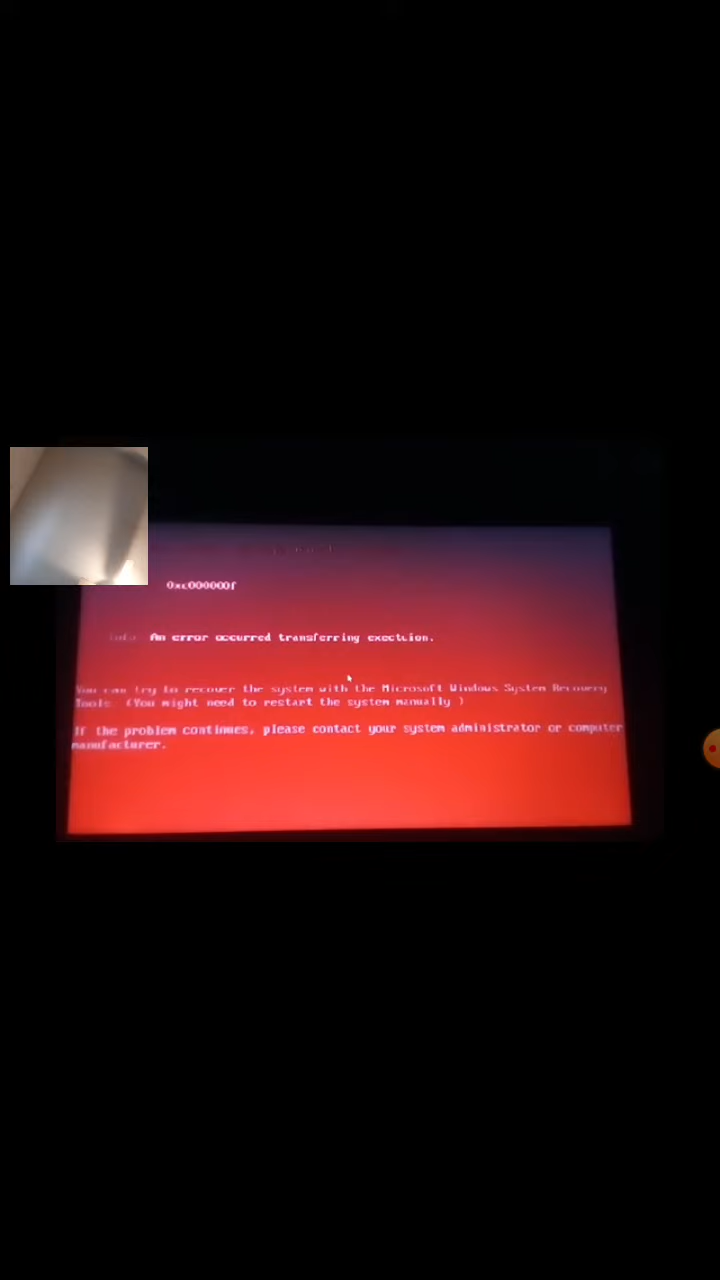 0xc000000f
Info: An error occurred transferring exectuion.
You can try to recover the system with the Microsoft Windows System Recovery
Tools. (You might need to restart the system manually )
If the problem continues, please contact your system administrator or computer
manufacturer.